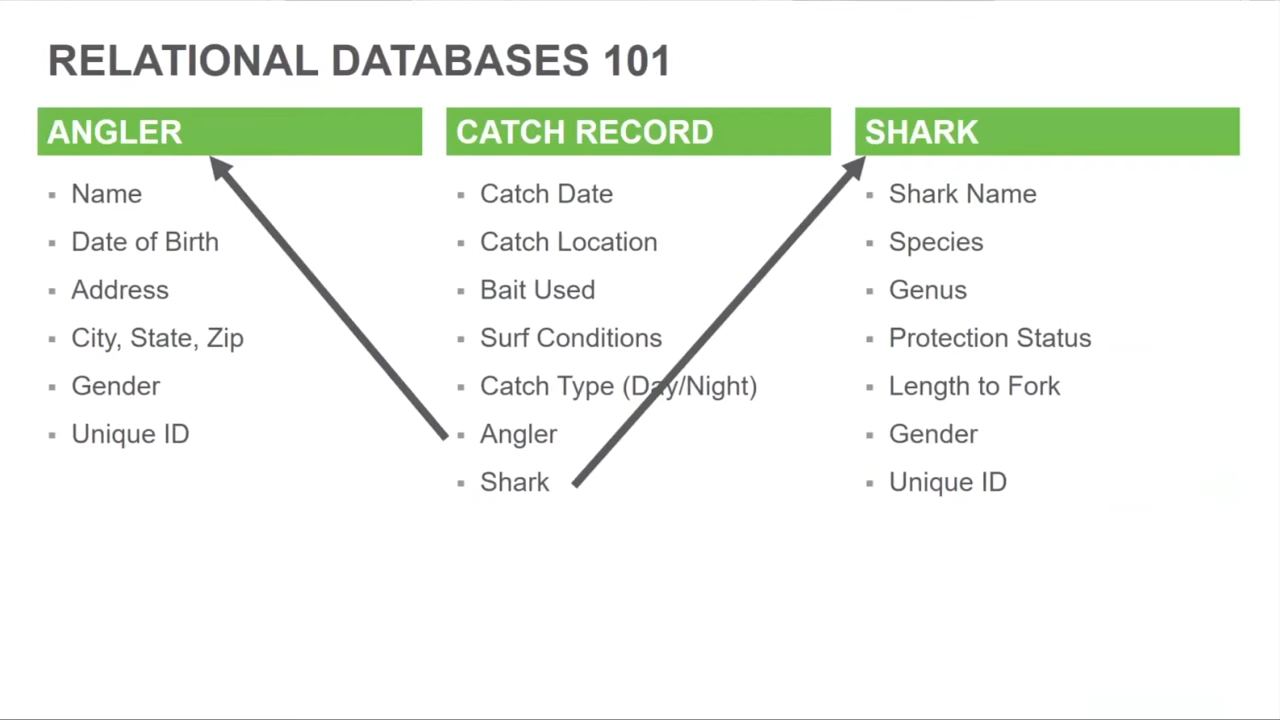 RELATIONAL DATABASES 101
ANGLER
Name
Date of Birth
Address
City, State, Zip
Gender
Unique ID
CATCH RECORD
Catch Date
Catch Location
Bait Used
Surf Conditions
Catch Type (Day/Night)
Angler
Shark
SHARK
Shark Name
Species
Genus
Protection Status
Length to Fork
Gender
Unique ID